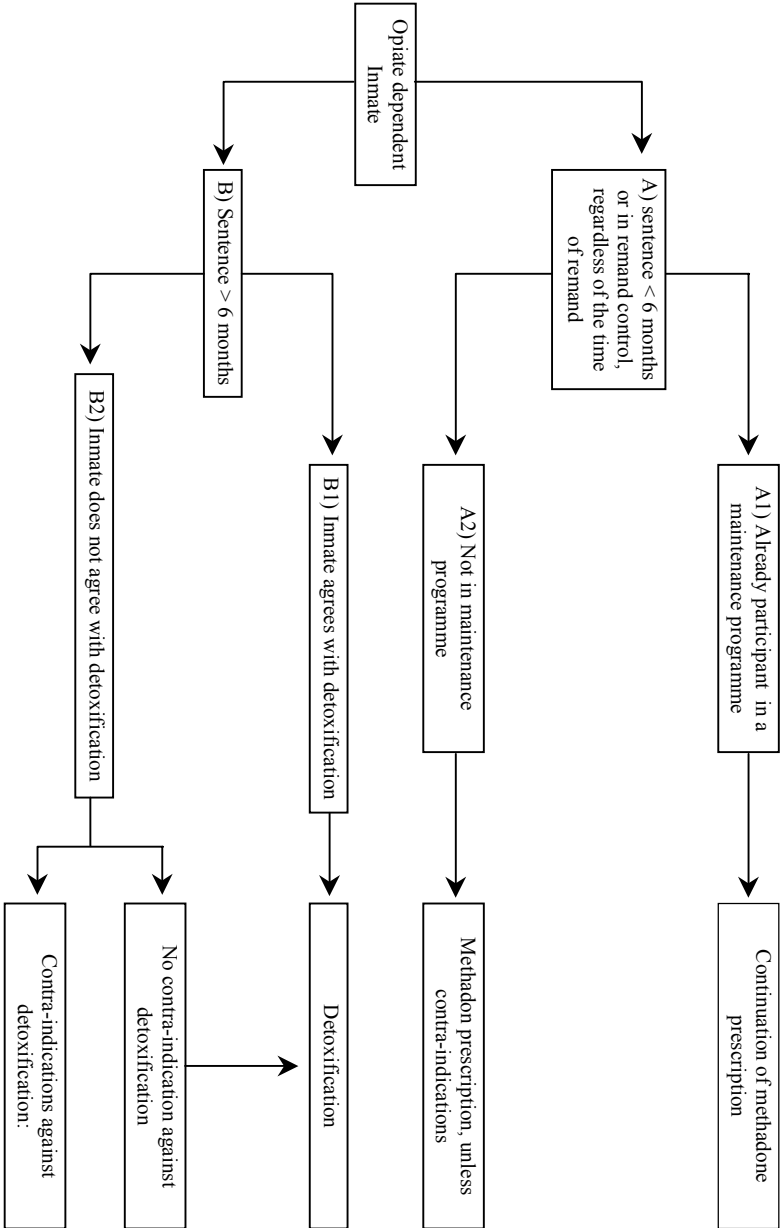 Opiate dependent
Inmate
A) sentence < 6 months
or in remand control,
regardless of the time
of remand
B) Sentence > 6 months
A1) Already participant in a
maintenance programme
A2) Not in maintenance
programme
B1) Inmate agrees with detoxification
B2) Inmate does not agree with detoxification
Continuation of methadone
prescription
Methadon prescription, unless
contra-indications
Detoxification
No contra-indication against
detoxification
Contra-indications against
detoxification: